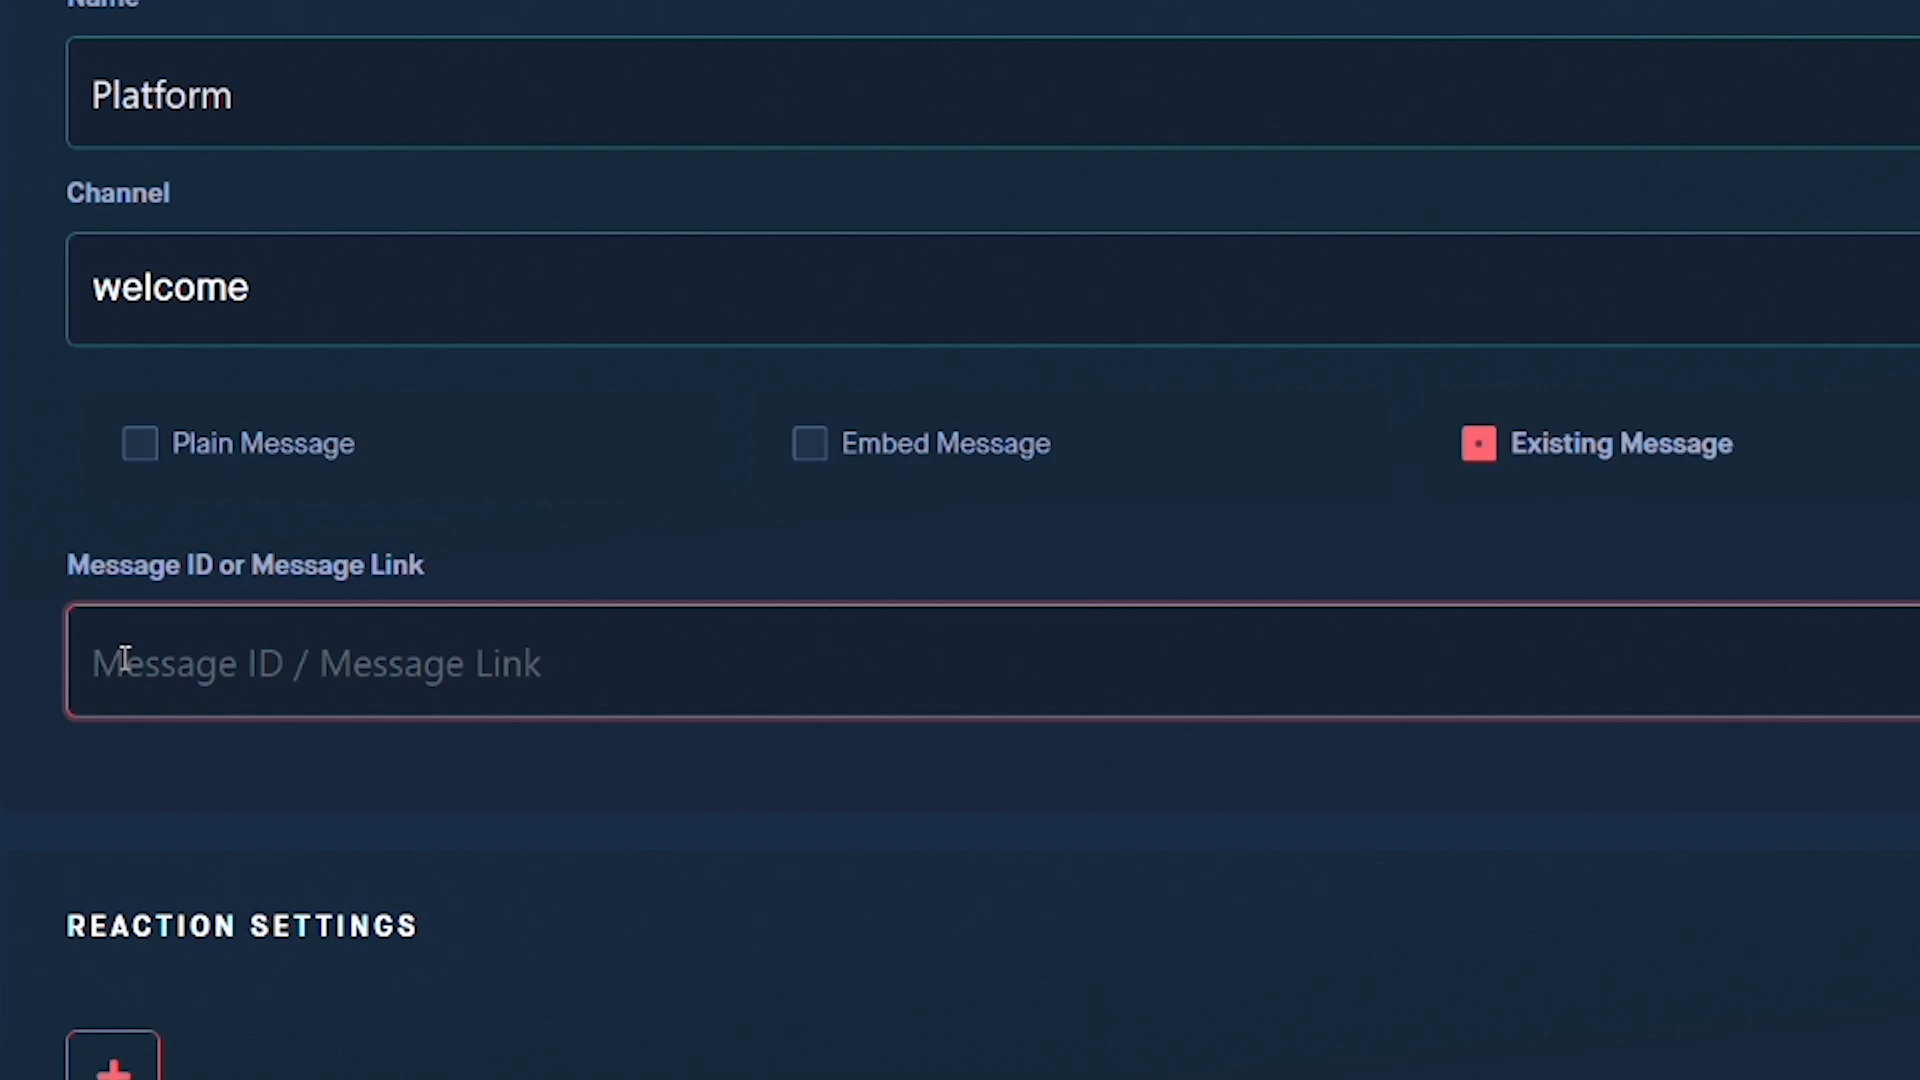 Name
Platform
Channel
welcome
Plain Message
Embed Message
Existing Message
Message ID or Message Link
Message ID / Message Link
REACTION SETTINGS